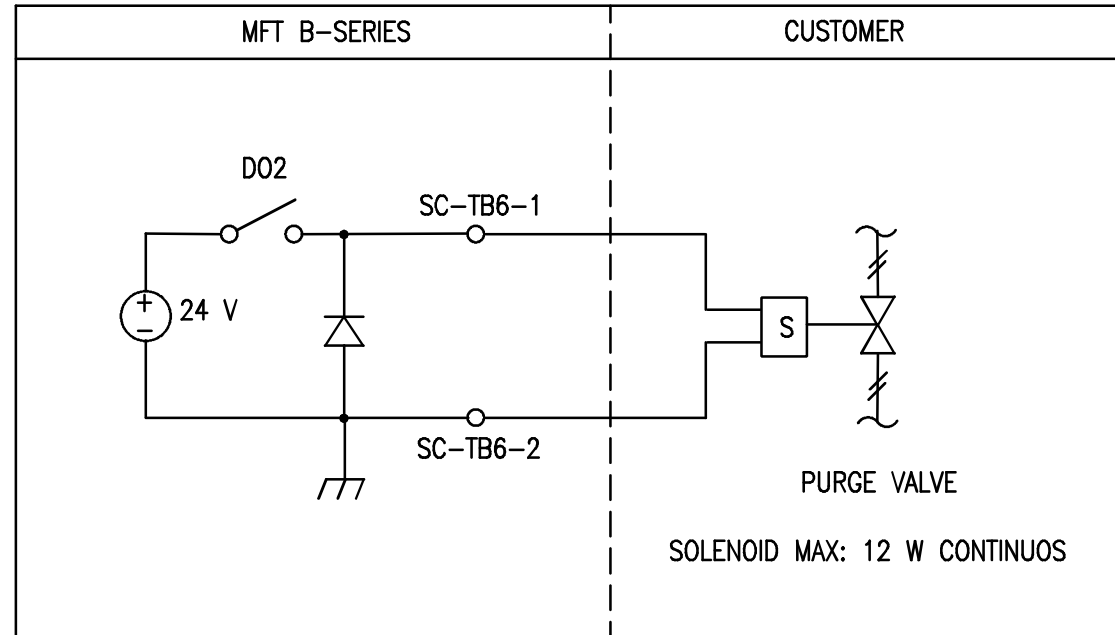 MFT B-SERIES
CUSTOMER
DO2
SC-TB6-1
+
24 V
-
S
SC-TB6-2
PURGE VALVE
SOLENOID MAX: 12 W CONTINUOS